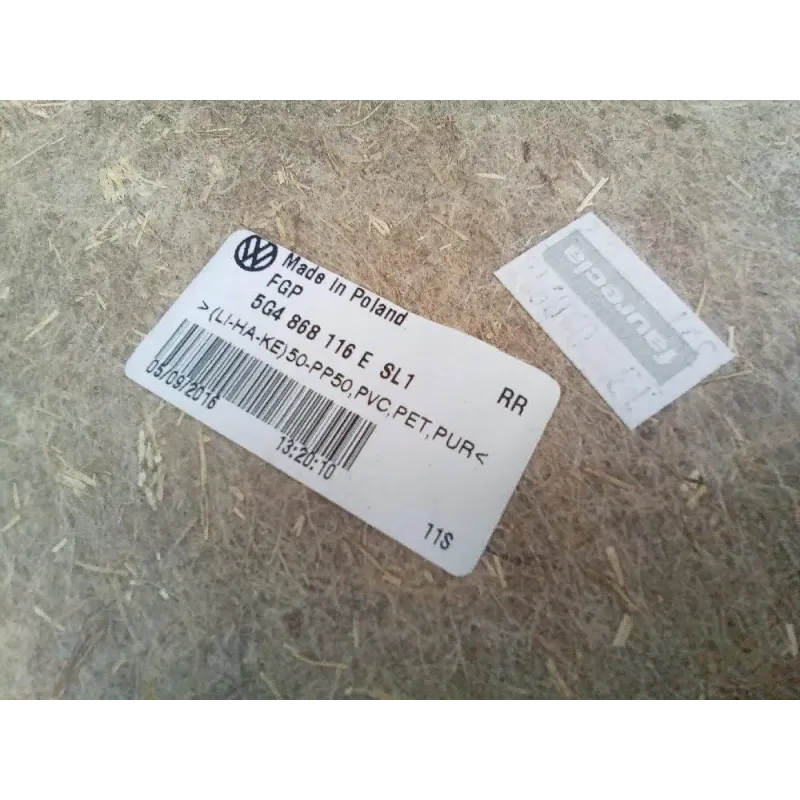 Made in Poland
FGP
5G4 868 116 E SL1
RR
>(LI-HA-KE)50-PP50,PVC,PET,PUR<
05/09/2016
13:20:10
11S
faurecia